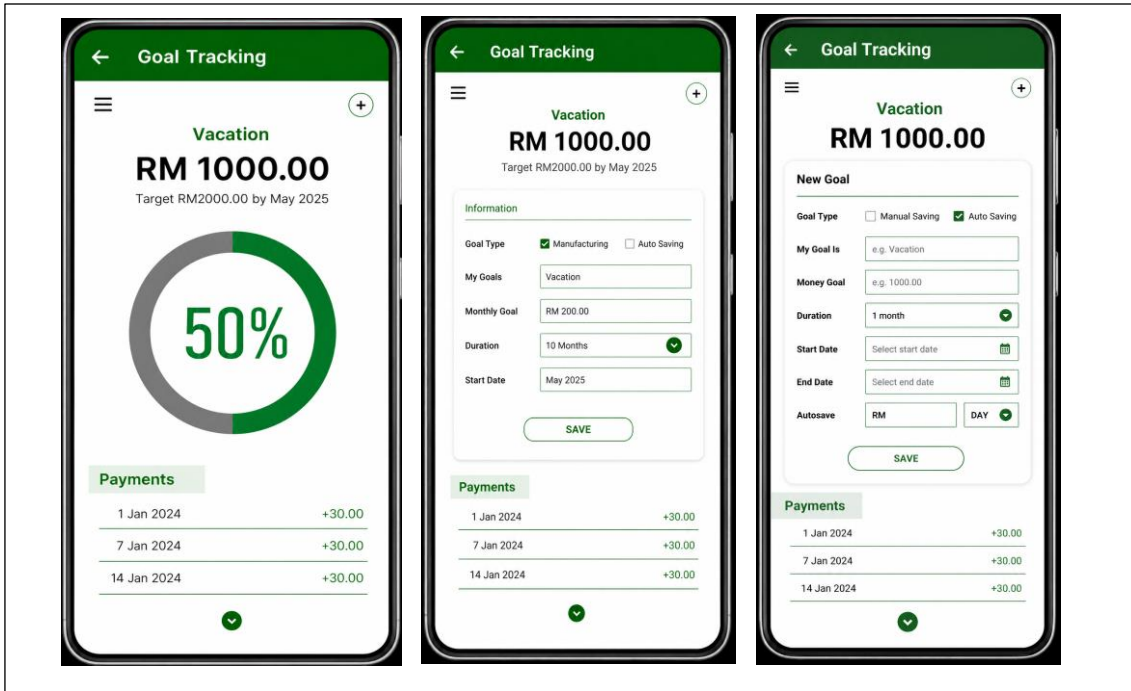 Goal Tracking
Vacation
RM 1000.00
Target RM2000.00 by May 2025
50%
Payments
1 Jan 2024 +30.00
7 Jan 2024 +30.00
14 Jan 2024 +30.00
Goal Tracking
Vacation
RM 1000.00
Target RM2000.00 by May 2025
Information
Goal Type Manufacturing Auto Saving
My Goals Vacation
Monthly Goal RM 200.00
Duration 10 Months
Start Date May 2025
SAVE
Payments
1 Jan 2024 +30.00
7 Jan 2024 +30.00
14 Jan 2024 +30.00
Goal Tracking
Vacation
RM 1000.00
New Goal
Goal Type Manual Saving Auto Saving
My Goal Is e.g. Vacation
Money Goal e.g. 1000.00
Duration 1 month
Start Date Select start date
End Date Select end date
Autosave RM DAY
SAVE
Payments
1 Jan 2024 +30.00
7 Jan 2024 +30.00
14 Jan 2024 +30.00